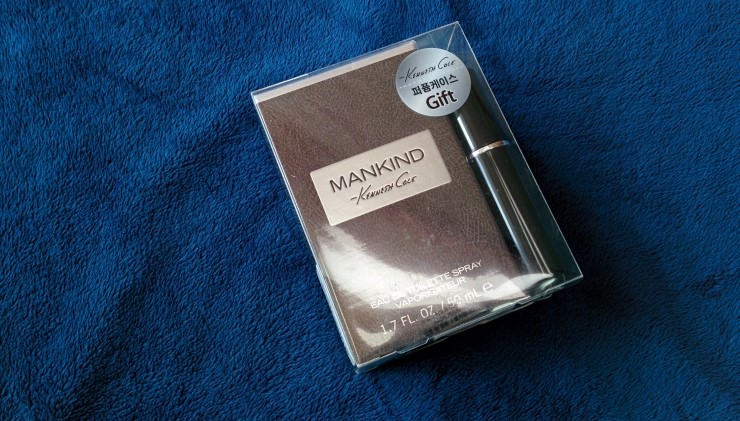 Kenneth Cole
퍼퓸케이스
Gift
MANKIND
Kenneth Cole
EAU DE TOILETTE SPRAY
VAPORISATEUR
1.7 FL. OZ. / 50 mL e